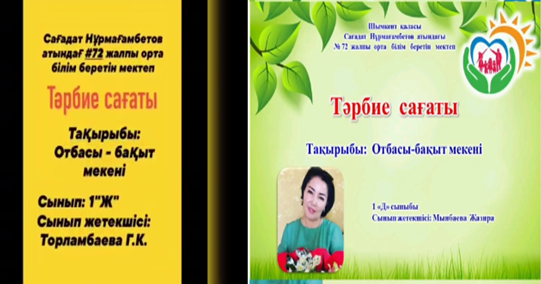 Сағадат Нұрмағамбетов
атындағ #72 жалпы орта
білім беретін мектеп
Тәрбие сағаты
Тақырыбы:
Отбасы - бақыт
мекені
Сынып: 1"Ж"
Сынып жетекшісі:
Торламбаева Г.К.
Шымкент қаласы
Сағадат Нұрмағамбетов атындағы
№ 72 жалпы орта білім беретін мектеп
Тәрбие сағаты
Тақырыбы: Отбасы-бақыт мекені
1 «Д» сыныбы
Сынып жетекшісі: Мынбаева Жазира